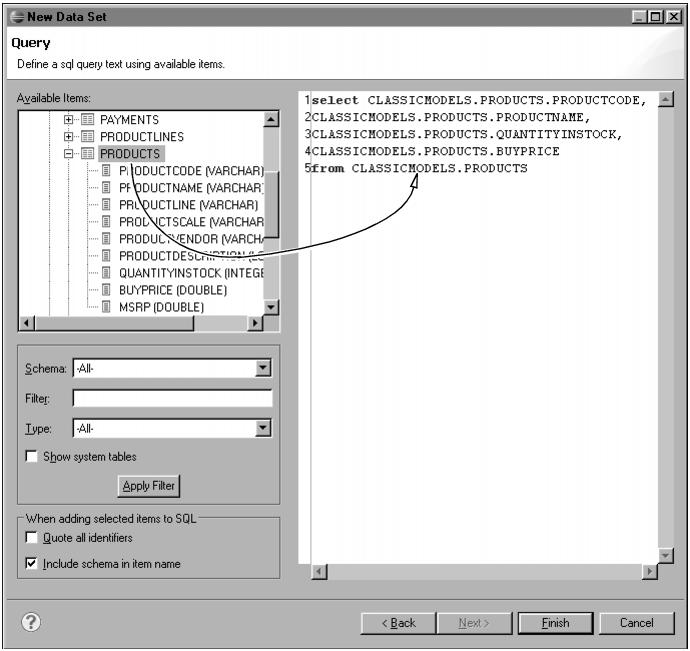 New Data Set
Query
Define a sql query text using available items.
Available Items:
PAYMENTS
PRODUCTLINES
PRODUCTS
PRODUCTCODE (VARCHAR)
PRODUCTNAME (VARCHAR)
PRODUCTLINE (VARCHAR)
PRODUCTSCALE (VARCHAR
PRODUCTVENDOR (VARCHA
PRODUCTDESCRIPTION (LO
QUANTITYINSTOCK (INTEGE
BUYPRICE (DOUBLE)
MSRP (DOUBLE)
1select CLASSICMODELS.PRODUCTS.PRODUCTCODE,
2CLASSICMODELS.PRODUCTS.PRODUCTNAME,
3CLASSICMODELS.PRODUCTS.QUANTITYINSTOCK,
4CLASSICMODELS.PRODUCTS.BUYPRICE
5from CLASSICMODELS.PRODUCTS
Schema: -All-
Filter:
Type: -All-
Show system tables
Apply Filter
When adding selected items to SQL
Quote all identifiers
Include schema in item name
? < Back Next > Finish Cancel